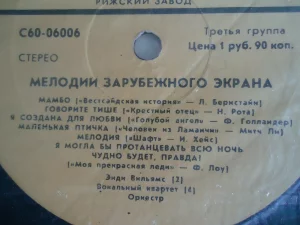 РИЖСКИЙ ЗАВОД
С60-06006
Третья группа
Цена 1 руб. 90 коп.
СТЕРЕО
МЕЛОДИИ ЗАРУБЕЖНОГО ЭКРАНА
МАМБО («Вестсайдская история» — Л. Бернстайн)
ГОВОРИТЕ ТИШЕ («Крестный отец» — Н. Рота)
Я СОЗДАНА ДЛЯ ЛЮБВИ («Голубой ангел» — Ф. Голландер)
МАЛЕНЬКАЯ ПТИЧКА («Человек из Ламанчи» — Митч Ли)
МЕЛОДИЯ («Шафт» — И. Хейс)
Я МОГЛА БЫ ПРОТАНЦЕВАТЬ ВСЮ НОЧЬ
ЧУДНО БУДЕТ, ПРАВДА!
(«Моя прекрасная леди» — Ф. Лоу)
Энди Вильямс (2)
Вокальный квартет (4)
Оркестр